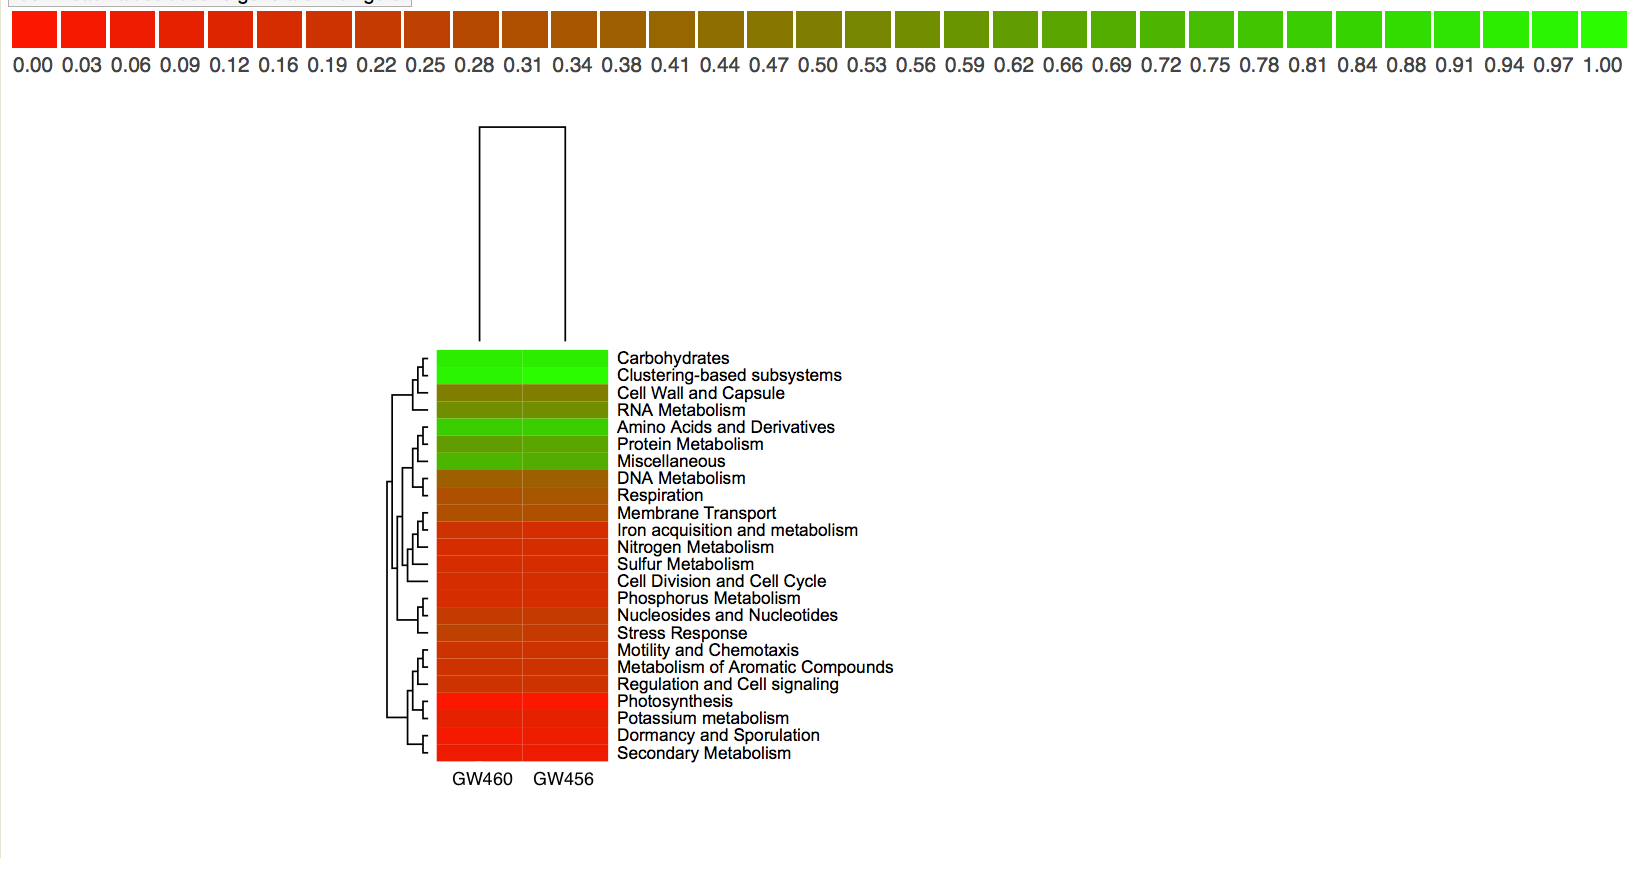 0.00 0.03 0.06 0.09 0.12 0.16 0.19 0.22 0.25 0.28 0.31 0.34 0.38 0.41 0.44 0.47 0.50 0.53 0.56 0.59 0.62 0.66 0.69 0.72 0.75 0.78 0.81 0.84 0.88 0.91 0.94 0.97 1.00
Carbohydrates
Clustering-based subsystems
Cell Wall and Capsule
RNA Metabolism
Amino Acids and Derivatives
Protein Metabolism
Miscellaneous
DNA Metabolism
Respiration
Membrane Transport
Iron acquisition and metabolism
Nitrogen Metabolism
Sulfur Metabolism
Cell Division and Cell Cycle
Phosphorus Metabolism
Nucleosides and Nucleotides
Stress Response
Motility and Chemotaxis
Metabolism of Aromatic Compounds
Regulation and Cell signaling
Photosynthesis
Potassium metabolism
Dormancy and Sporulation
Secondary Metabolism
GW460 GW456